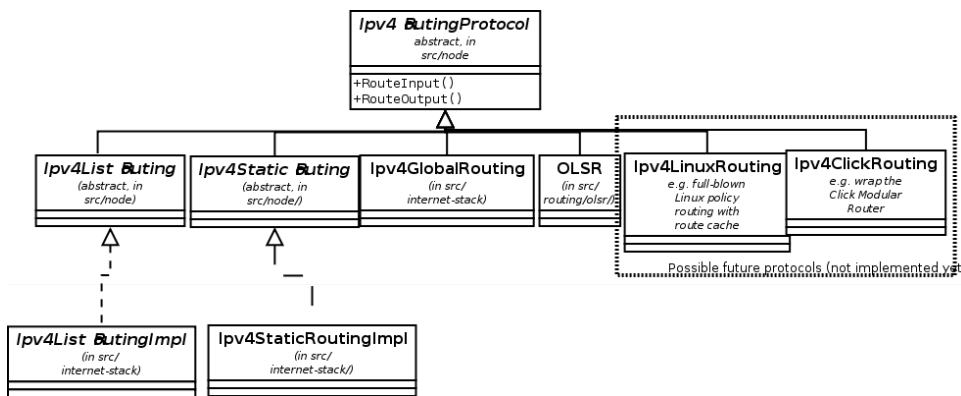 Ipv4 RoutingProtocol
abstract, in
src/node
+RouteInput()
+RouteOutput()
Ipv4List Routing
(abstract, in
src/node)
Ipv4Static Routing
(abstract, in
src/node/)
Ipv4GlobalRouting
(in src/
internet-stack)
OLSR
(in src/
routing/olsr/)
Ipv4LinuxRouting
e.g. full-blown
Linux policy
routing with
route cache
Ipv4ClickRouting
e.g. wrap the
Click Modular
Router
Possible future protocols (not implemented yet
Ipv4List RoutingImpl
(in src/
internet-stack)
Ipv4StaticRoutingImpl
(in src/
internet-stack/)